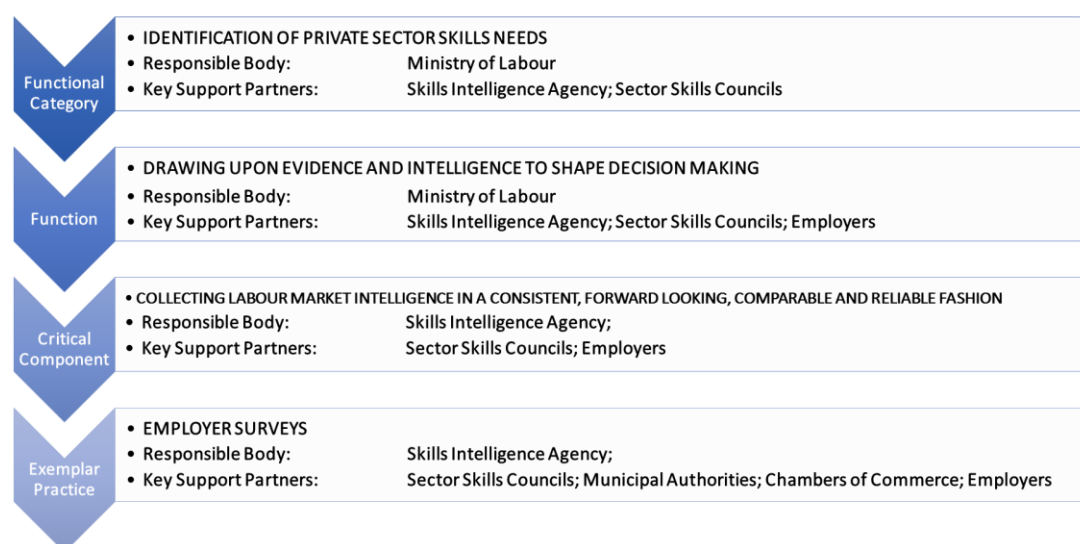 Functional
Category
• IDENTIFICATION OF PRIVATE SECTOR SKILLS NEEDS
• Responsible Body: Ministry of Labour
• Key Support Partners: Skills Intelligence Agency; Sector Skills Councils
Function
• DRAWING UPON EVIDENCE AND INTELLIGENCE TO SHAPE DECISION MAKING
• Responsible Body: Ministry of Labour
• Key Support Partners: Skills Intelligence Agency; Sector Skills Councils; Employers
Critical
Component
• COLLECTING LABOUR MARKET INTELLIGENCE IN A CONSISTENT, FORWARD LOOKING, COMPARABLE AND RELIABLE FASHION
• Responsible Body: Skills Intelligence Agency;
• Key Support Partners: Sector Skills Councils; Employers
Exemplar
Practice
• EMPLOYER SURVEYS
• Responsible Body: Skills Intelligence Agency;
• Key Support Partners: Sector Skills Councils; Municipal Authorities; Chambers of Commerce; Employers